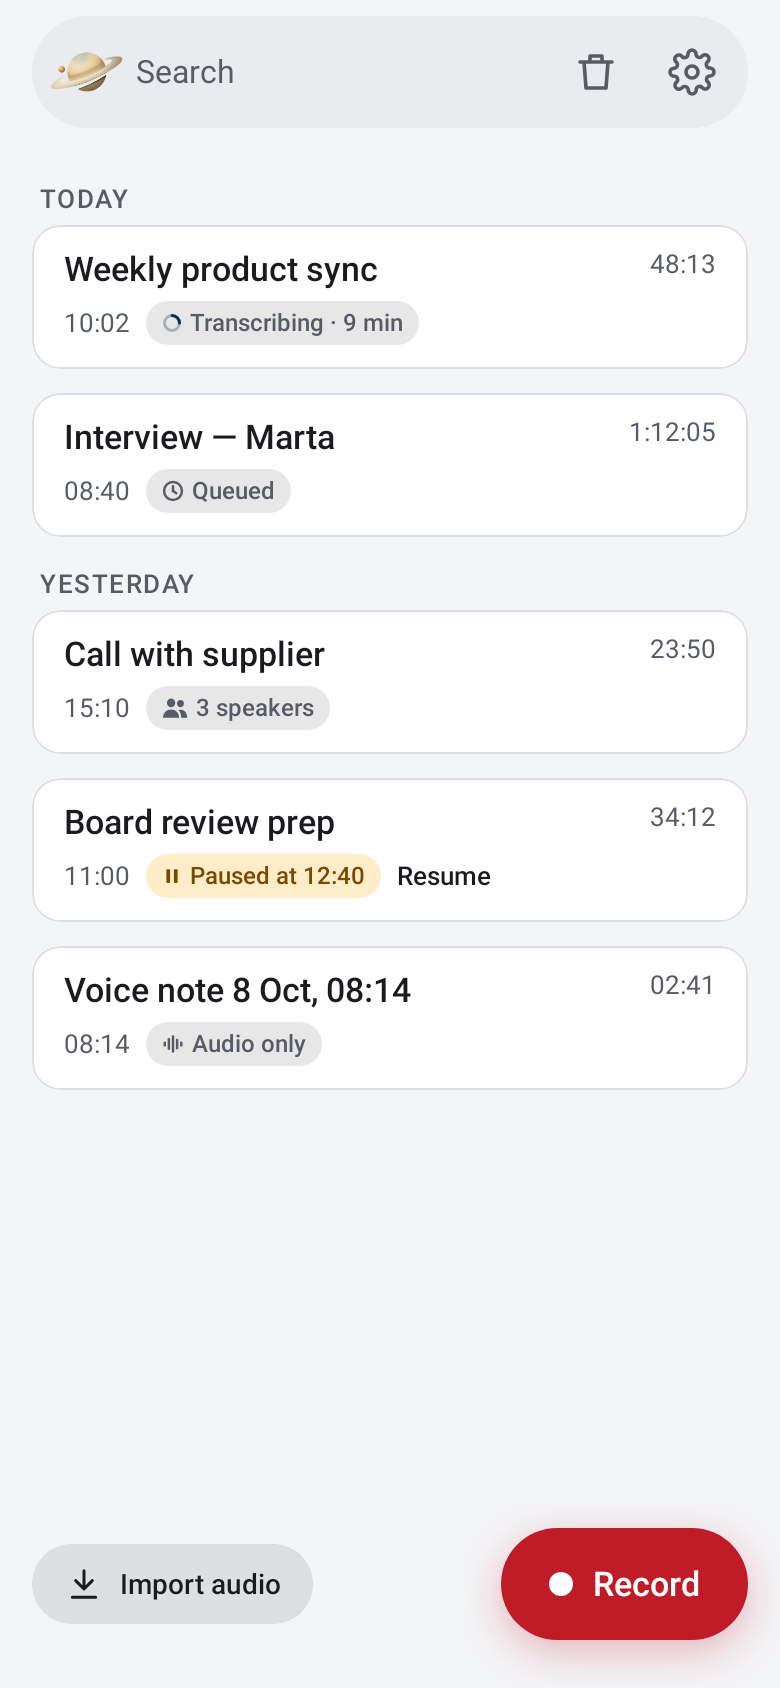 Search
TODAY
Weekly product sync 48:13
10:02 Transcribing · 9 min
Interview — Marta 1:12:05
08:40 Queued
YESTERDAY
Call with supplier 23:50
15:10 3 speakers
Board review prep 34:12
11:00 Paused at 12:40 Resume
Voice note 8 Oct, 08:14 02:41
08:14 Audio only
Import audio Record